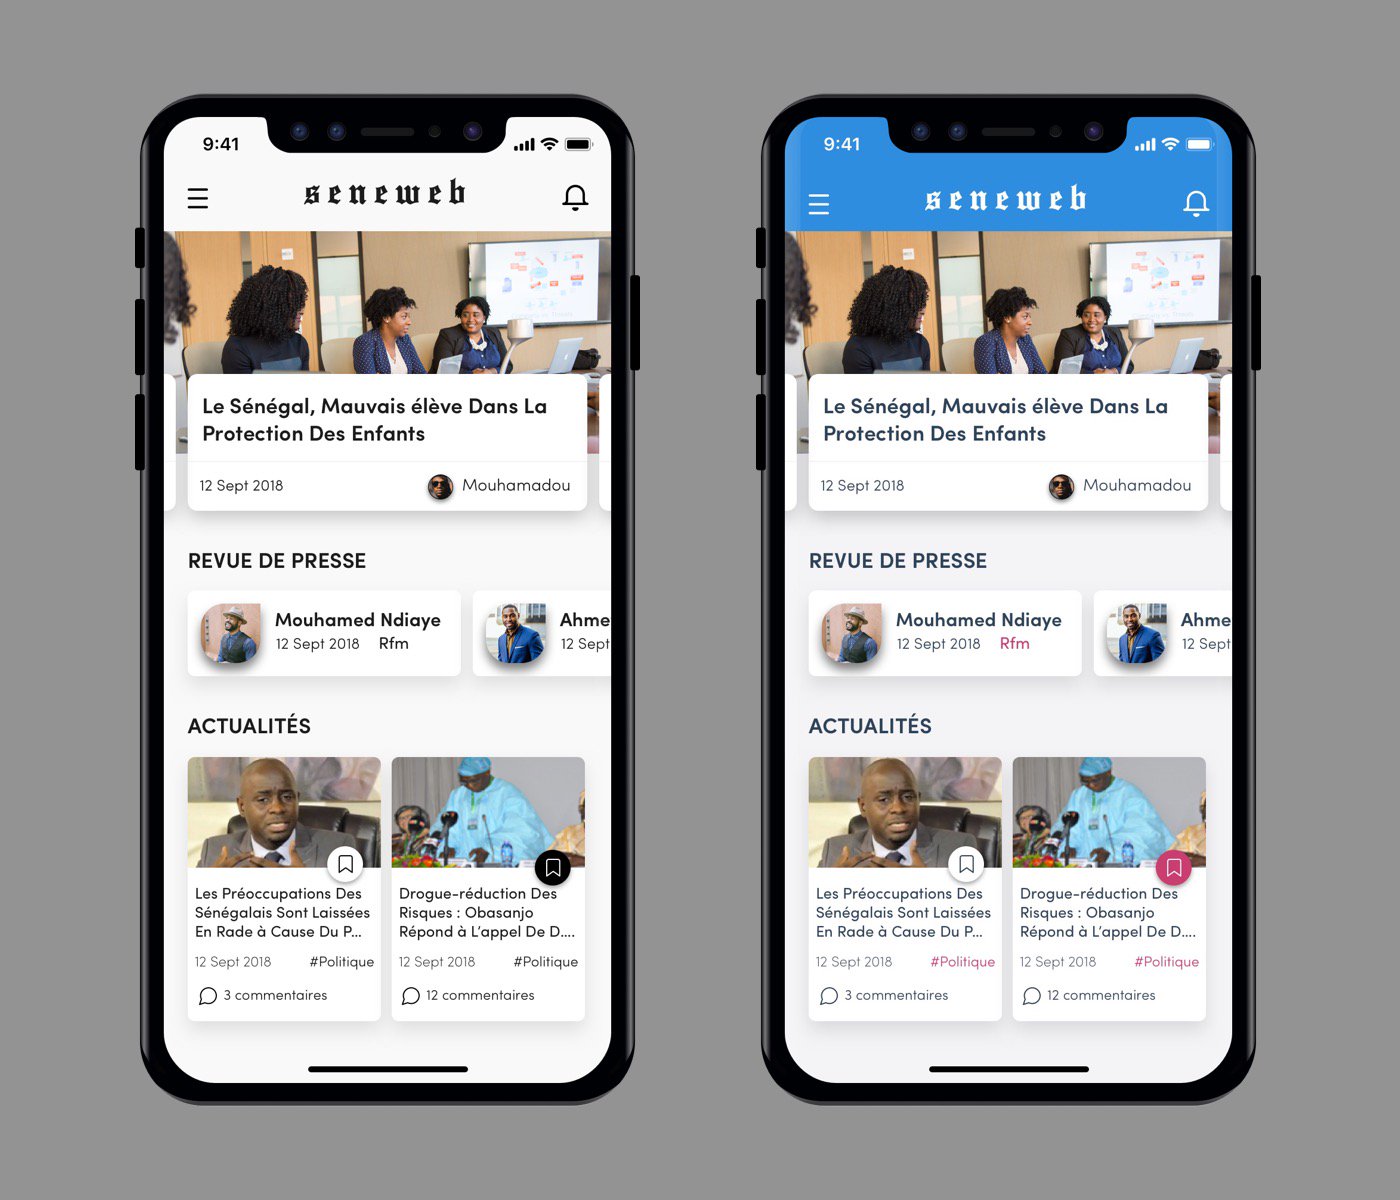 9:41
seneweb
Le Sénégal, Mauvais élève Dans La
Protection Des Enfants
12 Sept 2018
Mouhamadou
REVUE DE PRESSE
Mouhamed Ndiaye
12 Sept 2018 Rfm
Ahme
12 Sept
ACTUALITÉS
Les Préoccupations Des
Sénégalais Sont Laissées
En Rade à Cause Du P...
12 Sept 2018 #Politique
3 commentaires
Drogue-réduction Des
Risques : Obasanjo
Répond à L'appel De D....
12 Sept 2018 #Politique
12 commentaires
9:41
seneweb
Le Sénégal, Mauvais élève Dans La
Protection Des Enfants
12 Sept 2018
Mouhamadou
REVUE DE PRESSE
Mouhamed Ndiaye
12 Sept 2018 Rfm
Ahme
12 Sept
ACTUALITÉS
Les Préoccupations Des
Sénégalais Sont Laissées
En Rade à Cause Du P...
12 Sept 2018 #Politique
3 commentaires
Drogue-réduction Des
Risques : Obasanjo
Répond à L'appel De D....
12 Sept 2018 #Politique
12 commentaires